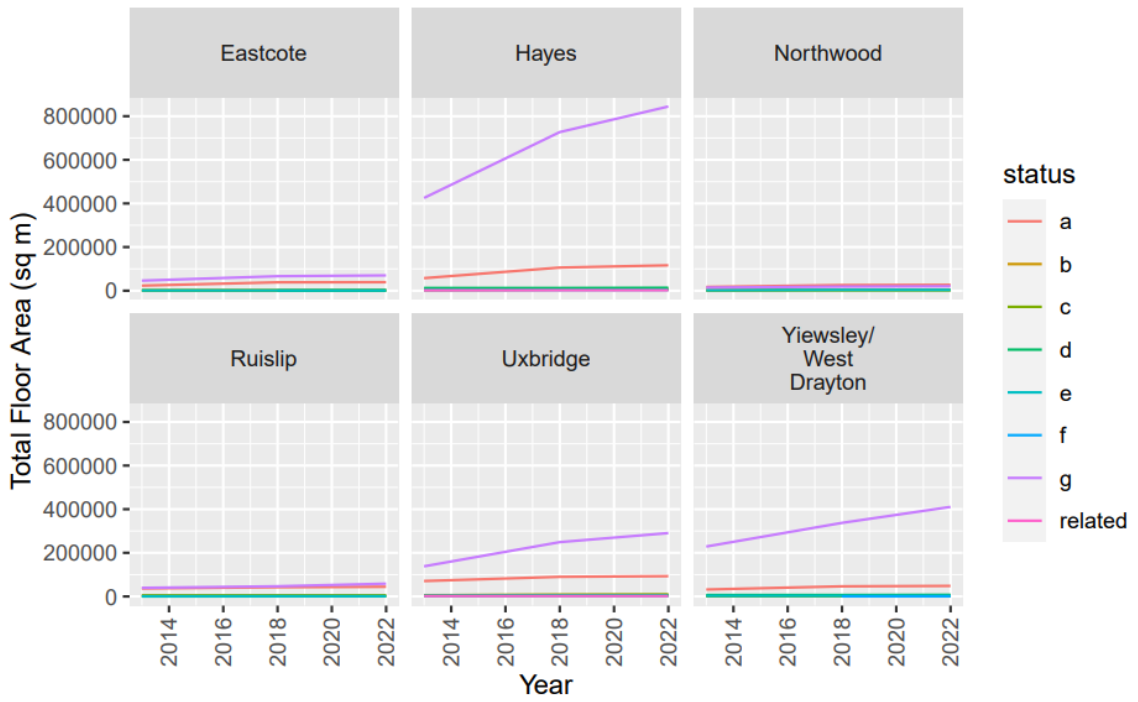 Eastcote
Hayes
Northwood
800000
600000
400000
200000
0
Ruislip
Uxbridge
Yiewsley/
West
Drayton
800000
600000
400000
200000
0
2014 2016 2018 2020 2022
2014 2016 2018 2020 2022
2014 2016 2018 2020 2022
Year
Total Floor Area (sq m)
status
a
b
c
d
e
f
g
related